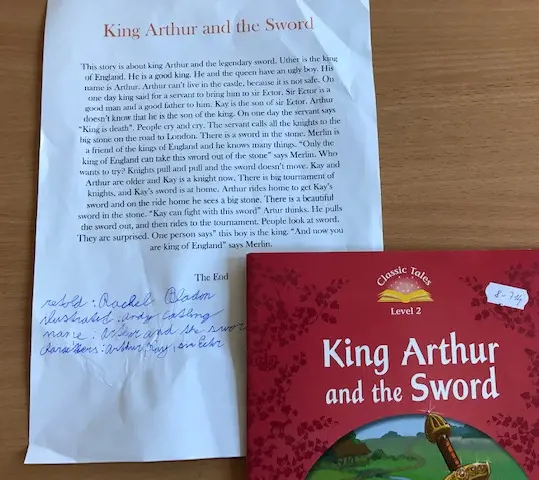 King Arthur and the Sword
This story is about king Arthur and the legendary sword. Uther is the king
of England. He is a good king. He and the queen have an ugly boy. His
name is Arthur. Arthur can't live in the castle, because it is not safe. On
one day king said for a servant to bring him to sir Ector. Sir Ector is a
good man and a good father to him. Kay is the son of sir Ector. Arthur
doesn't know that he is the son of the king. On one day the servant says
"King is death". People cry and cry. The servant calls all the knights to the
big stone on the road to London. There is a sword in the stone. Merlin is
a friend of the kings of England and he knows many things. "Only the
king of England can take this sword out of the stone" says Merlin. Who
wants to try? Knights pull and pull and the sword doesn't move. Kay and
Arthur are older and Kay is a knight now. There is big tournament of
knights, and Kay's sword is at home. Arthur rides home to get Kay's
sword and on the ride home he sees a big stone. There is a beautiful
sword in the stone. "Kay can fight with this sword" Artur thinks. He pulls
the sword out, and then rides to the tournament. People look at sword.
They are surprised. One person says" this boy is the king. "And now you
are king of England" says Merlin.
The End
retold: Rachel Bladon
illustrated: andy Catling
name: and the
Arthur, Kay, sir Ector
Classic Tales
Level 2
8-74
King Arthur
and the Sword